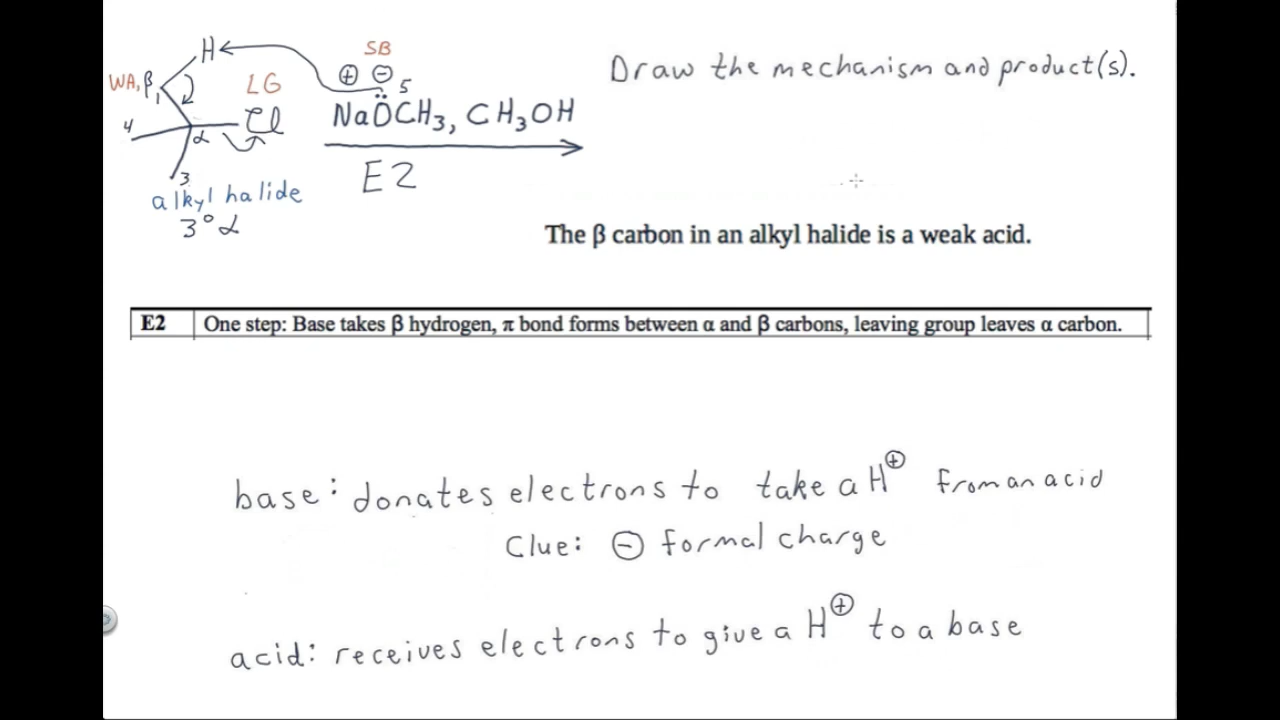 H
SB
WA, β
LG
⊕ ⊖
1
5
4
α
Cl
NaÖCH₃, CH₃OH
3
E2
alkyl halide
3° α
Draw the mechanism and product(s).
The β carbon in an alkyl halide is a weak acid.
E2 One step: Base takes β hydrogen, π bond forms between α and β carbons, leaving group leaves α carbon.
base: donates electrons to take a H⊕ from an acid
Clue: ⊖ formal charge
acid: receives electrons to give a H⊕ to a base